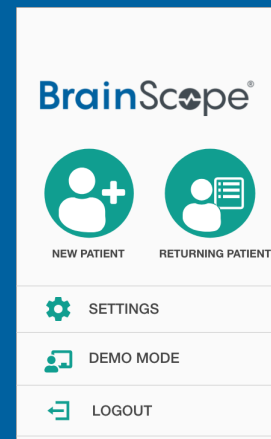 BrainScope®
NEW PATIENT RETURNING PATIENT
SETTINGS
DEMO MODE
LOGOUT